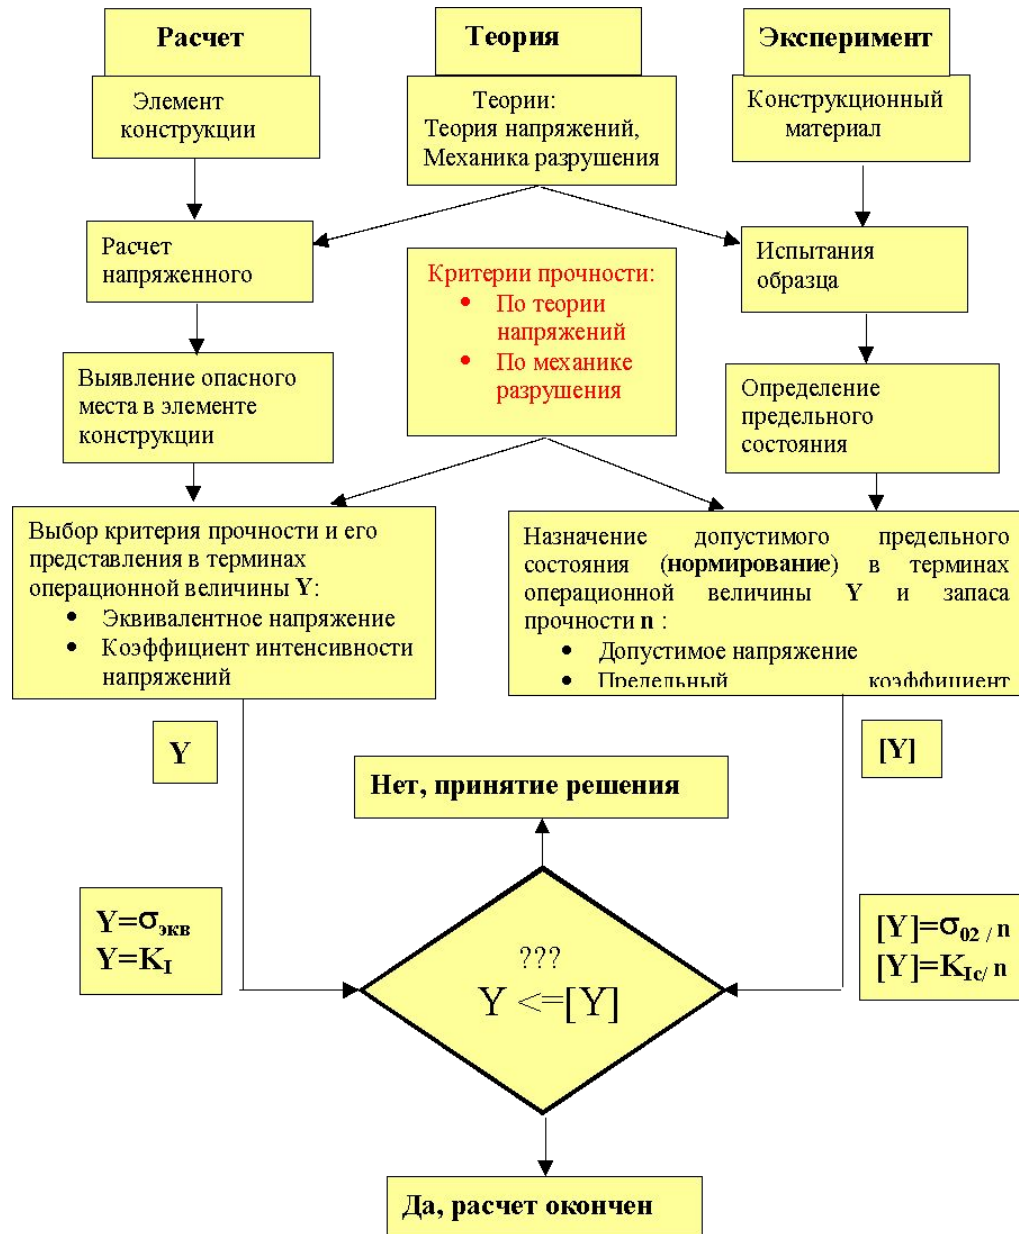 Расчет
Теория
Эксперимент
Элемент
конструкции
Теории:
Теория напряжений,
Механика разрушения
Конструкционный
материал
Расчет
напряженного
Критерии прочности:
• По теории
напряжений
• По механике
разрушения
Испытания
образца
Выявление опасного
места в элементе
конструкции
Определение
предельного
состояния
Выбор критерия прочности и его
представления в терминах
операционной величины Y:
• Эквивалентное напряжение
• Коэффициент интенсивности
напряжений
Назначение допустимого предельного
состояния (нормирование) в терминах
операционной величины Y и запаса
прочности n :
• Допустимое напряжение
• Предельный коэффициент
Y
[Y]
Нет, принятие решения
Y=σэкв
Y=KI
???
Y <=[Y]
[Y]=σ02 / n
[Y]=KIc/ n
Да, расчет окончен